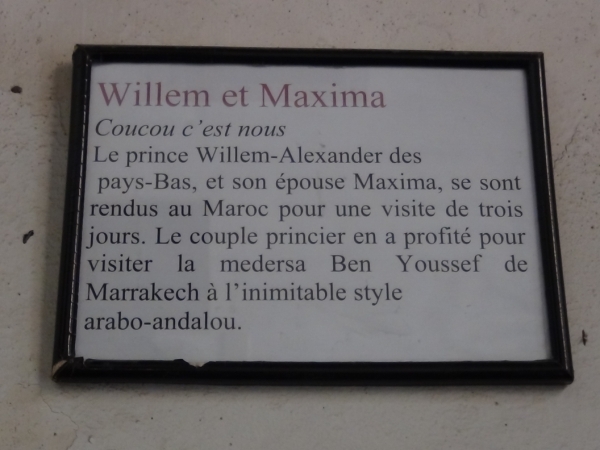 Willem et Maxima
Coucou c'est nous
Le prince Willem-Alexander des
pays-Bas, et son épouse Maxima, se sont
rendus au Maroc pour une visite de trois
jours. Le couple princier en a profité pour
visiter la medersa Ben Youssef de
Marrakech à l'inimitable style
arabo-andalou.